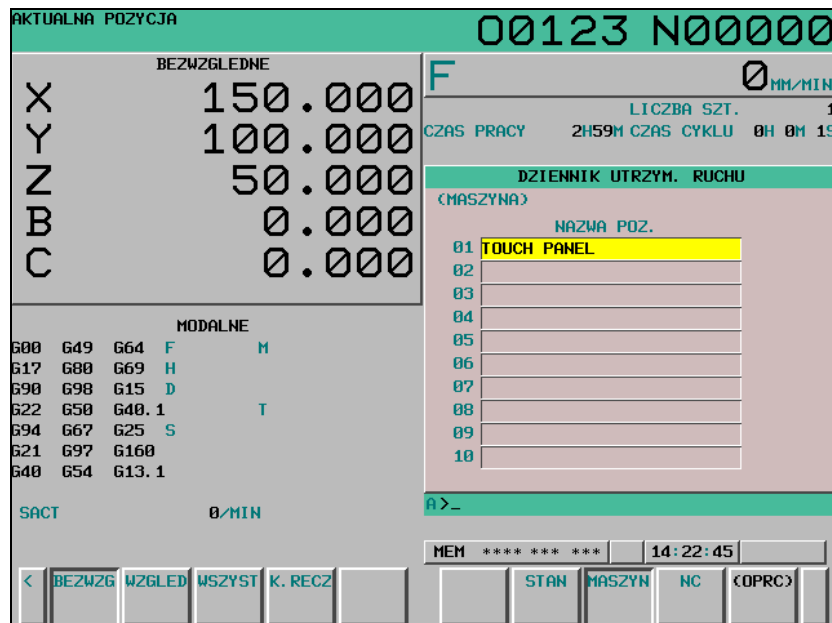 AKTUALNA POZYCJA
O0123 N00000
BEZWZGLEDNE
X 150.000
Y 100.000
Z 50.000
B 0.000
C 0.000
F 0 MM/MIN
LICZBA SZT. 1
CZAS PRACY 2H59M CZAS CYKLU 0H 0M 1S
DZIENNIK UTRZYM. RUCHU
(MASZYNA)
NAZWA POZ.
01 TOUCH PANEL
02
03
04
05
06
07
08
09
10
MODALNE
G00 G49 G64 F M
G17 G80 G69 H
G90 G98 G15 D
G22 G50 G40.1 T
G94 G67 G25 S
G21 G97 G160
G40 G54 G13.1
SACT 0/MIN
A>_
MEM **** *** *** 14:22:45
< BEZWZG WZGLED WSZYST K.RECZ STAN MASZYN NC (OPRC)